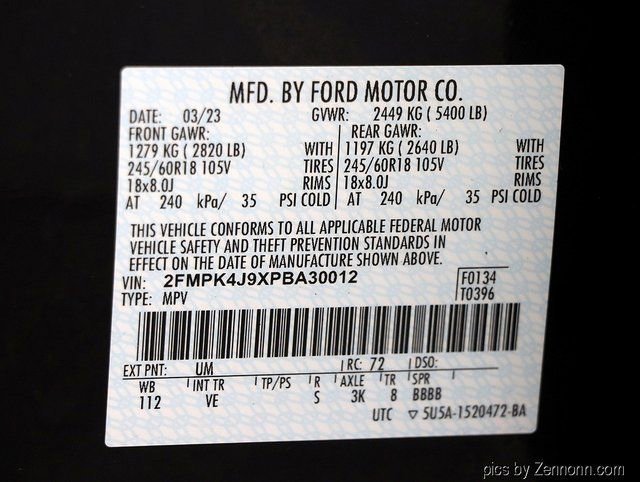 MFD. BY FORD MOTOR CO.
DATE: 03/23 GVWR: 2449 KG ( 5400 LB)
FRONT GAWR: REAR GAWR:
1279 KG ( 2820 LB) WITH 1197 KG ( 2640 LB) WITH
245/60R18 105V TIRES 245/60R18 105V TIRES
18x8.0J RIMS 18x8.0J RIMS
AT 240 kPa/ 35 PSI COLD AT 240 kPa/ 35 PSI COLD
THIS VEHICLE CONFORMS TO ALL APPLICABLE FEDERAL MOTOR
VEHICLE SAFETY AND THEFT PREVENTION STANDARDS IN
EFFECT ON THE DATE OF MANUFACTURE SHOWN ABOVE.
VIN: 2FMPK4J9XPBA30012 F0134
TYPE: MPV T0396
EXT PNT: UM RC: 72 DSO:
WB INT TR TP/PS R AXLE TR SPR
112 VE S 3K 8 BBBB
UTC ▽ 5U5A-1520472-BA
pics by Zennonn.com